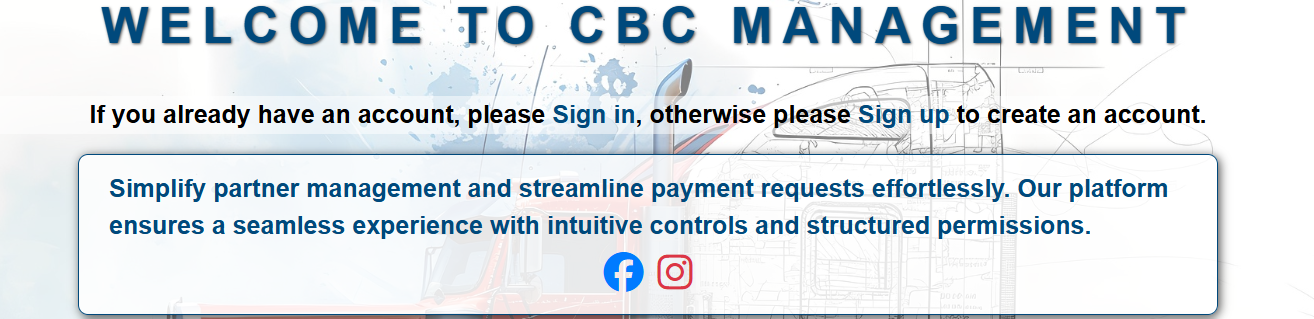 WELCOME TO CBC MANAGEMENT
If you already have an account, please Sign in, otherwise please Sign up to create an account.
Simplify partner management and streamline payment requests effortlessly. Our platform
ensures a seamless experience with intuitive controls and structured permissions.